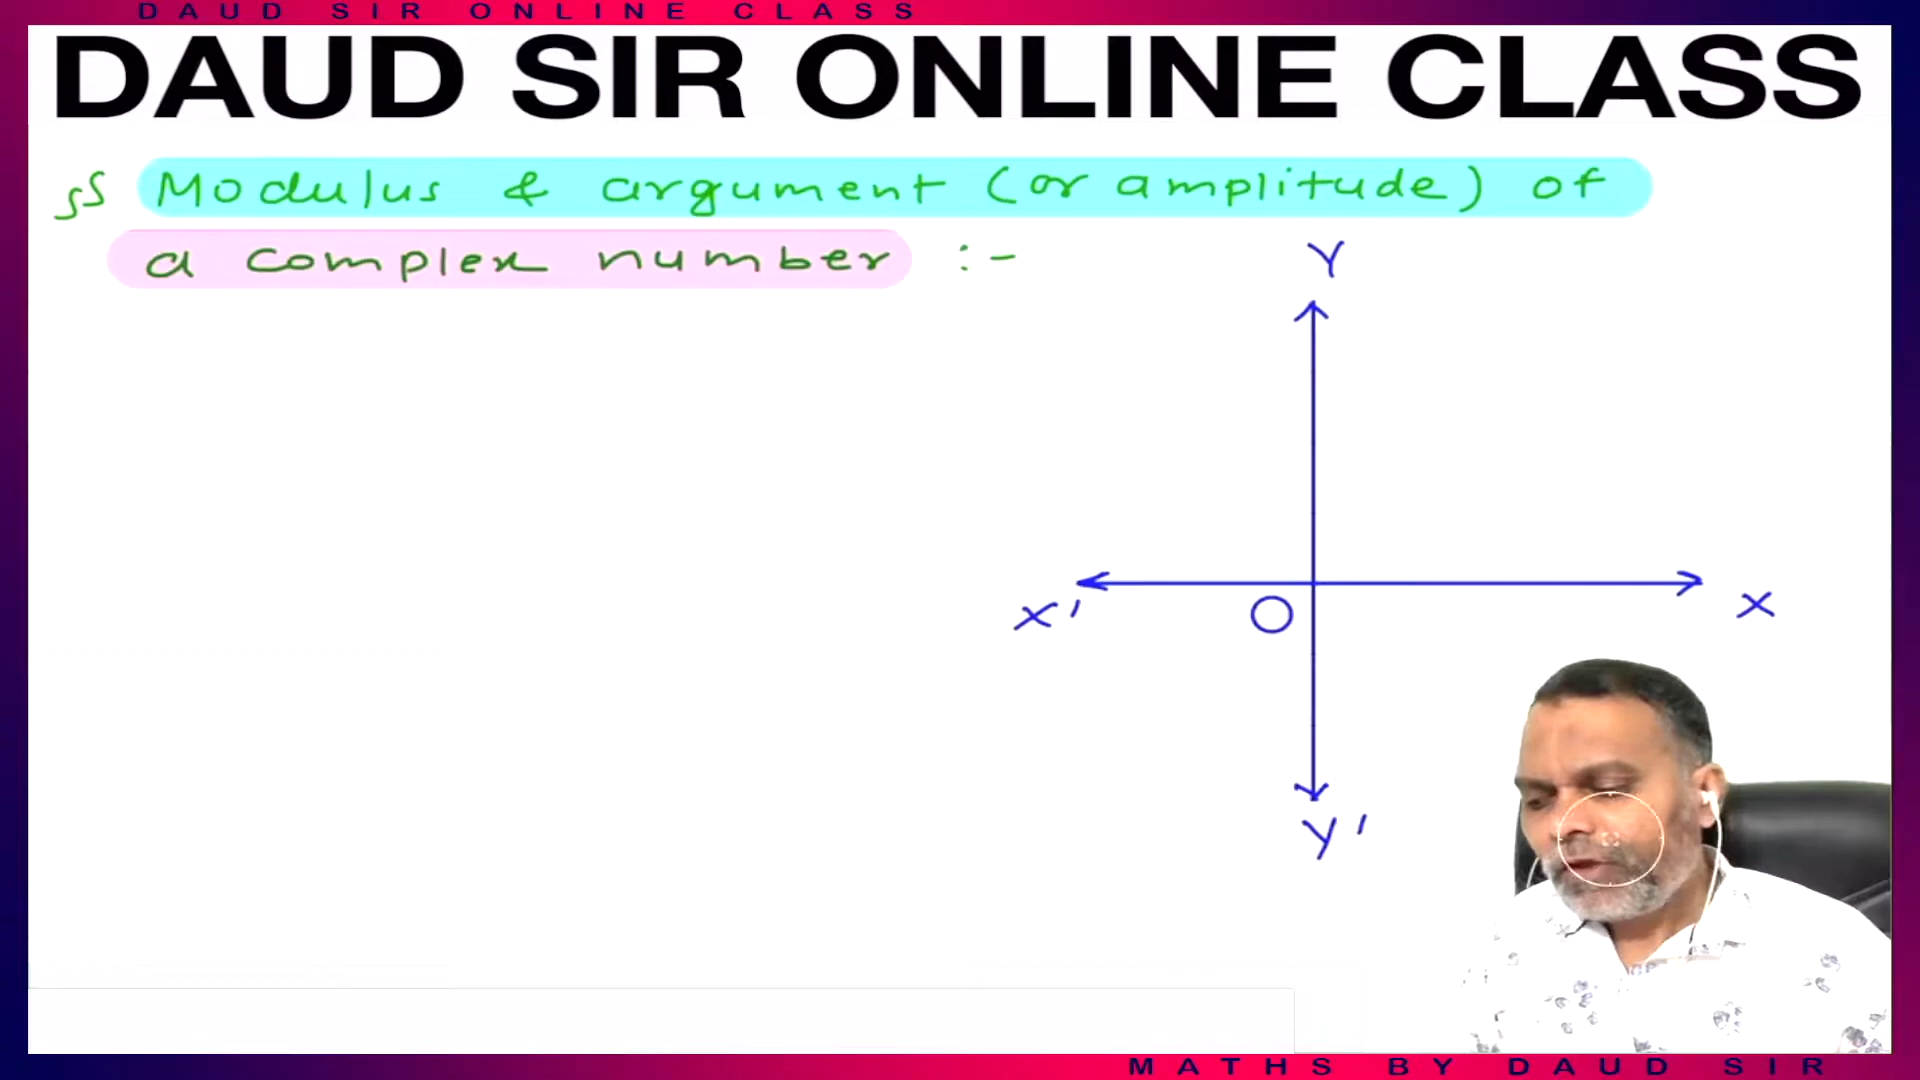 DAUD SIR ONLINE CLASS
DAUD SIR ONLINE CLASS
§§ Modulus & argument (or amplitude) of
a complex number :-
Y
X'
O
X
Y'
MATHS BY DAUD SIR